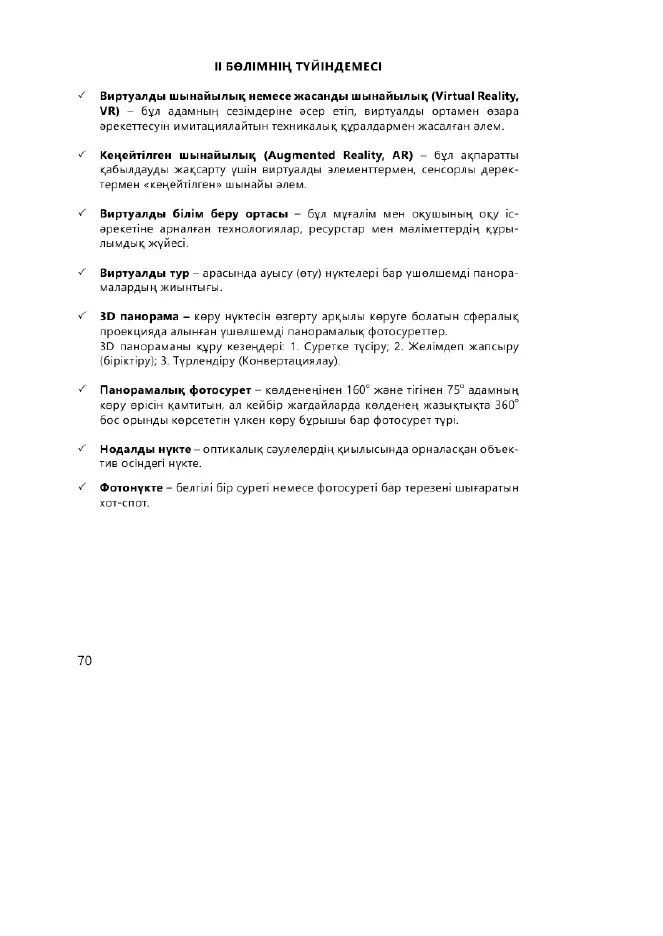 II БӨЛІМНІҢ ТҮЙІНДЕМЕСІ
✓ Виртуалды шынайылық немесе жасанды шынайылық (Virtual Reality,
VR) – бұл адамның сезімдеріне әсер етіп, виртуалды ортамен өзара
әрекеттесуін имитациялайтын техникалық құралдармен жасалған әлем.
✓ Кеңейтілген шынайылық (Augmented Reality, AR) – бұл ақпаратты
қабылдауды жақсарту үшін виртуалды элементтермен, сенсорлы дерек-
термен «кеңейтілген» шынайы әлем.
✓ Виртуалды білім беру ортасы – бұл мұғалім мен оқушының оқу іс-
әрекетіне арналған технологиялар, ресурстар мен мәліметтердің құры-
лымдық жүйесі.
✓ Виртуалды тур – арасында ауысу (өту) нүктелері бар үшөлшемді панора-
малардың жиынтығы.
✓ 3D панорама – көру нүктесін өзгерту арқылы көруге болатын сфералық
проекцияда алынған үшөлшемді панорамалық фотосуреттер.
3D панораманы құру кезеңдері: 1. Суретке түсіру; 2. Желімдеп жапсыру
(біріктіру); 3. Түрлендіру (Конвертациялау).
✓ Панорамалық фотосурет – көлденеңінен 160° және тігінен 75° адамның
көру өрісін қамтитын, ал кейбір жағдайларда көлденең жазықтықта 360°
бос орынды көрсететін үлкен көру бұрышы бар фотосурет түрі.
✓ Нодалды нүкте – оптикалық сәулелердің қиылысында орналасқан объек-
тив осіндегі нүкте.
✓ Фотонүкте – белгілі бір суреті немесе фотосуреті бар терезені шығаратын
хот-спот.
70